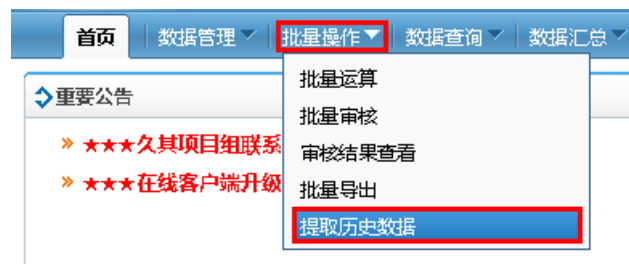 首页 数据管理 批量操作 数据查询 数据汇总
重要公告
» ★★★久其项目组联系
» ★★★在线客户端升级
批量运算
批量审核
审核结果查看
批量导出
提取历史数据